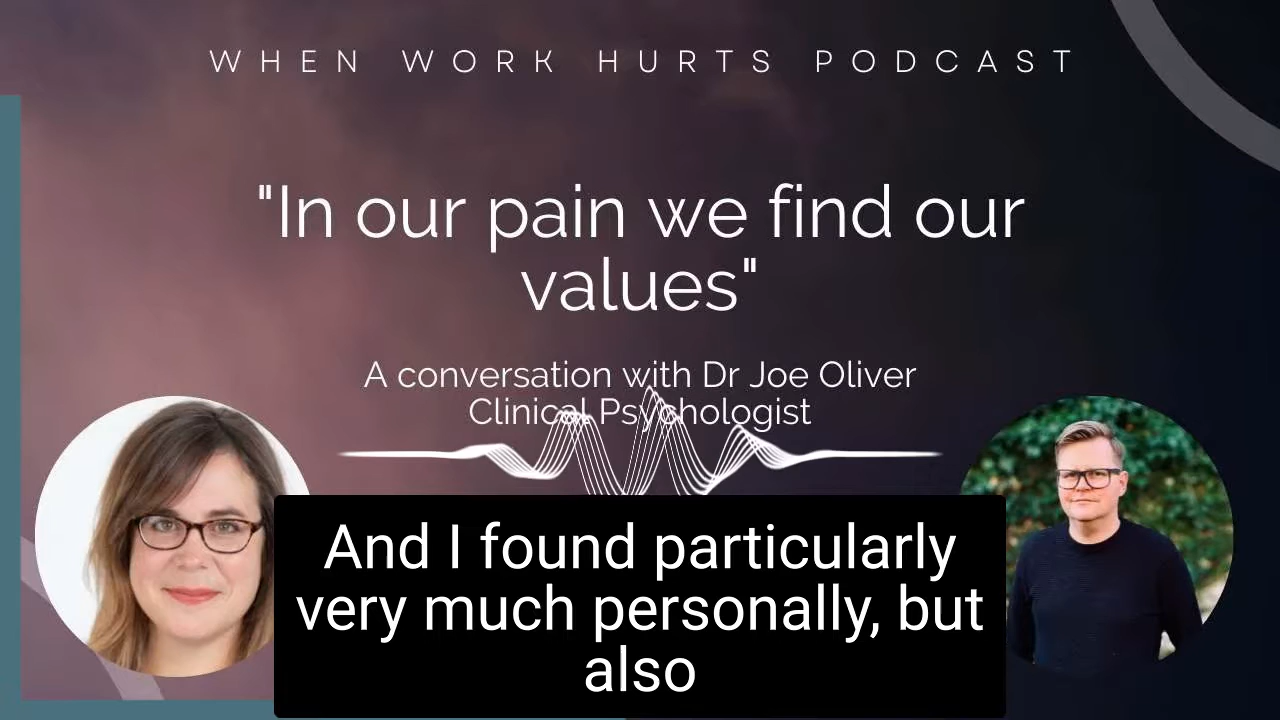 WHEN WORK HURTS PODCAST
"In our pain we find our
values"
A conversation with Dr Joe Oliver
Clinical Psychologist
And I found particularly
very much personally, but
also